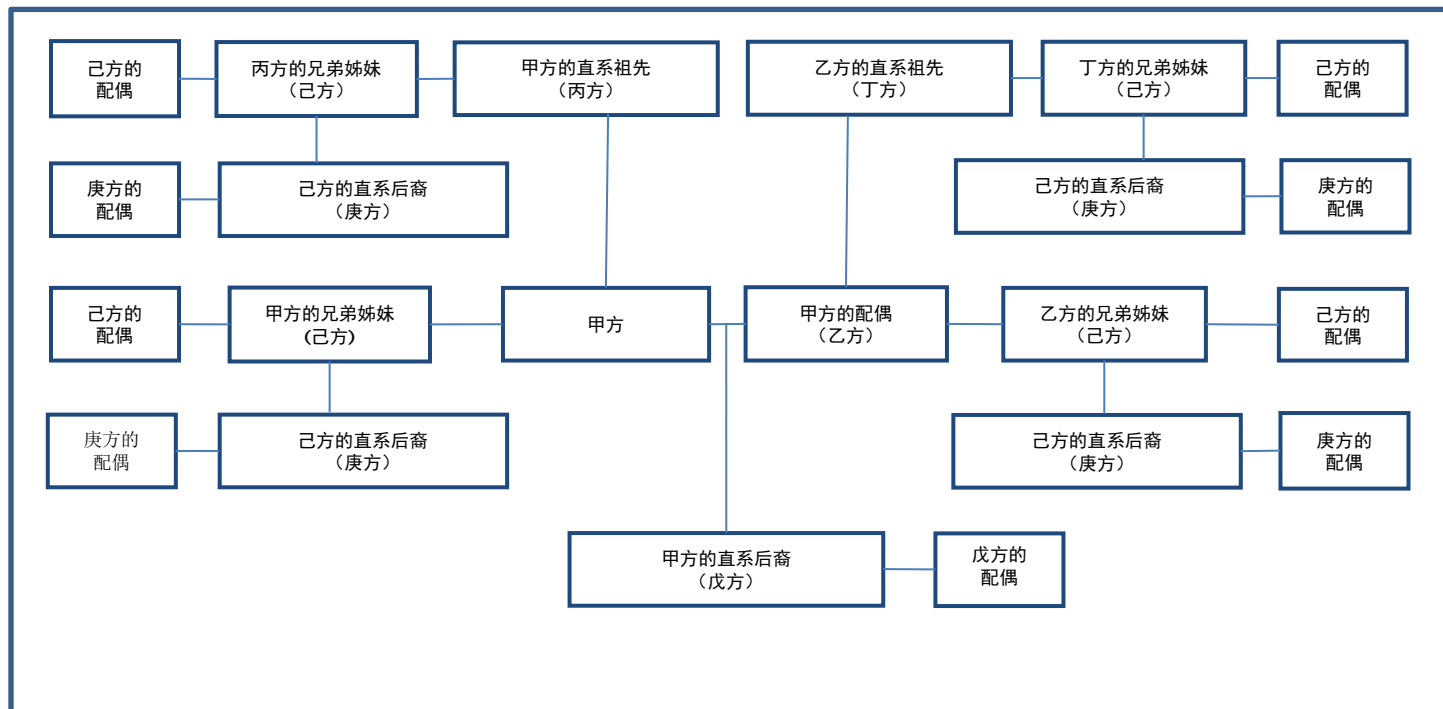 己方的
配偶
丙方的兄弟姊妹
（己方）
甲方的直系祖先
（丙方）
乙方的直系祖先
（丁方）
丁方的兄弟姊妹
（己方）
己方的
配偶
庚方的
配偶
己方的直系后裔
（庚方）
己方的直系后裔
（庚方）
庚方的
配偶
己方的
配偶
甲方的兄弟姊妹
(己方)
甲方
甲方的配偶
（乙方）
乙方的兄弟姊妹
（己方）
己方的
配偶
庚方的
配偶
己方的直系后裔
（庚方）
己方的直系后裔
（庚方）
庚方的
配偶
甲方的直系后裔
（戊方）
戊方的
配偶